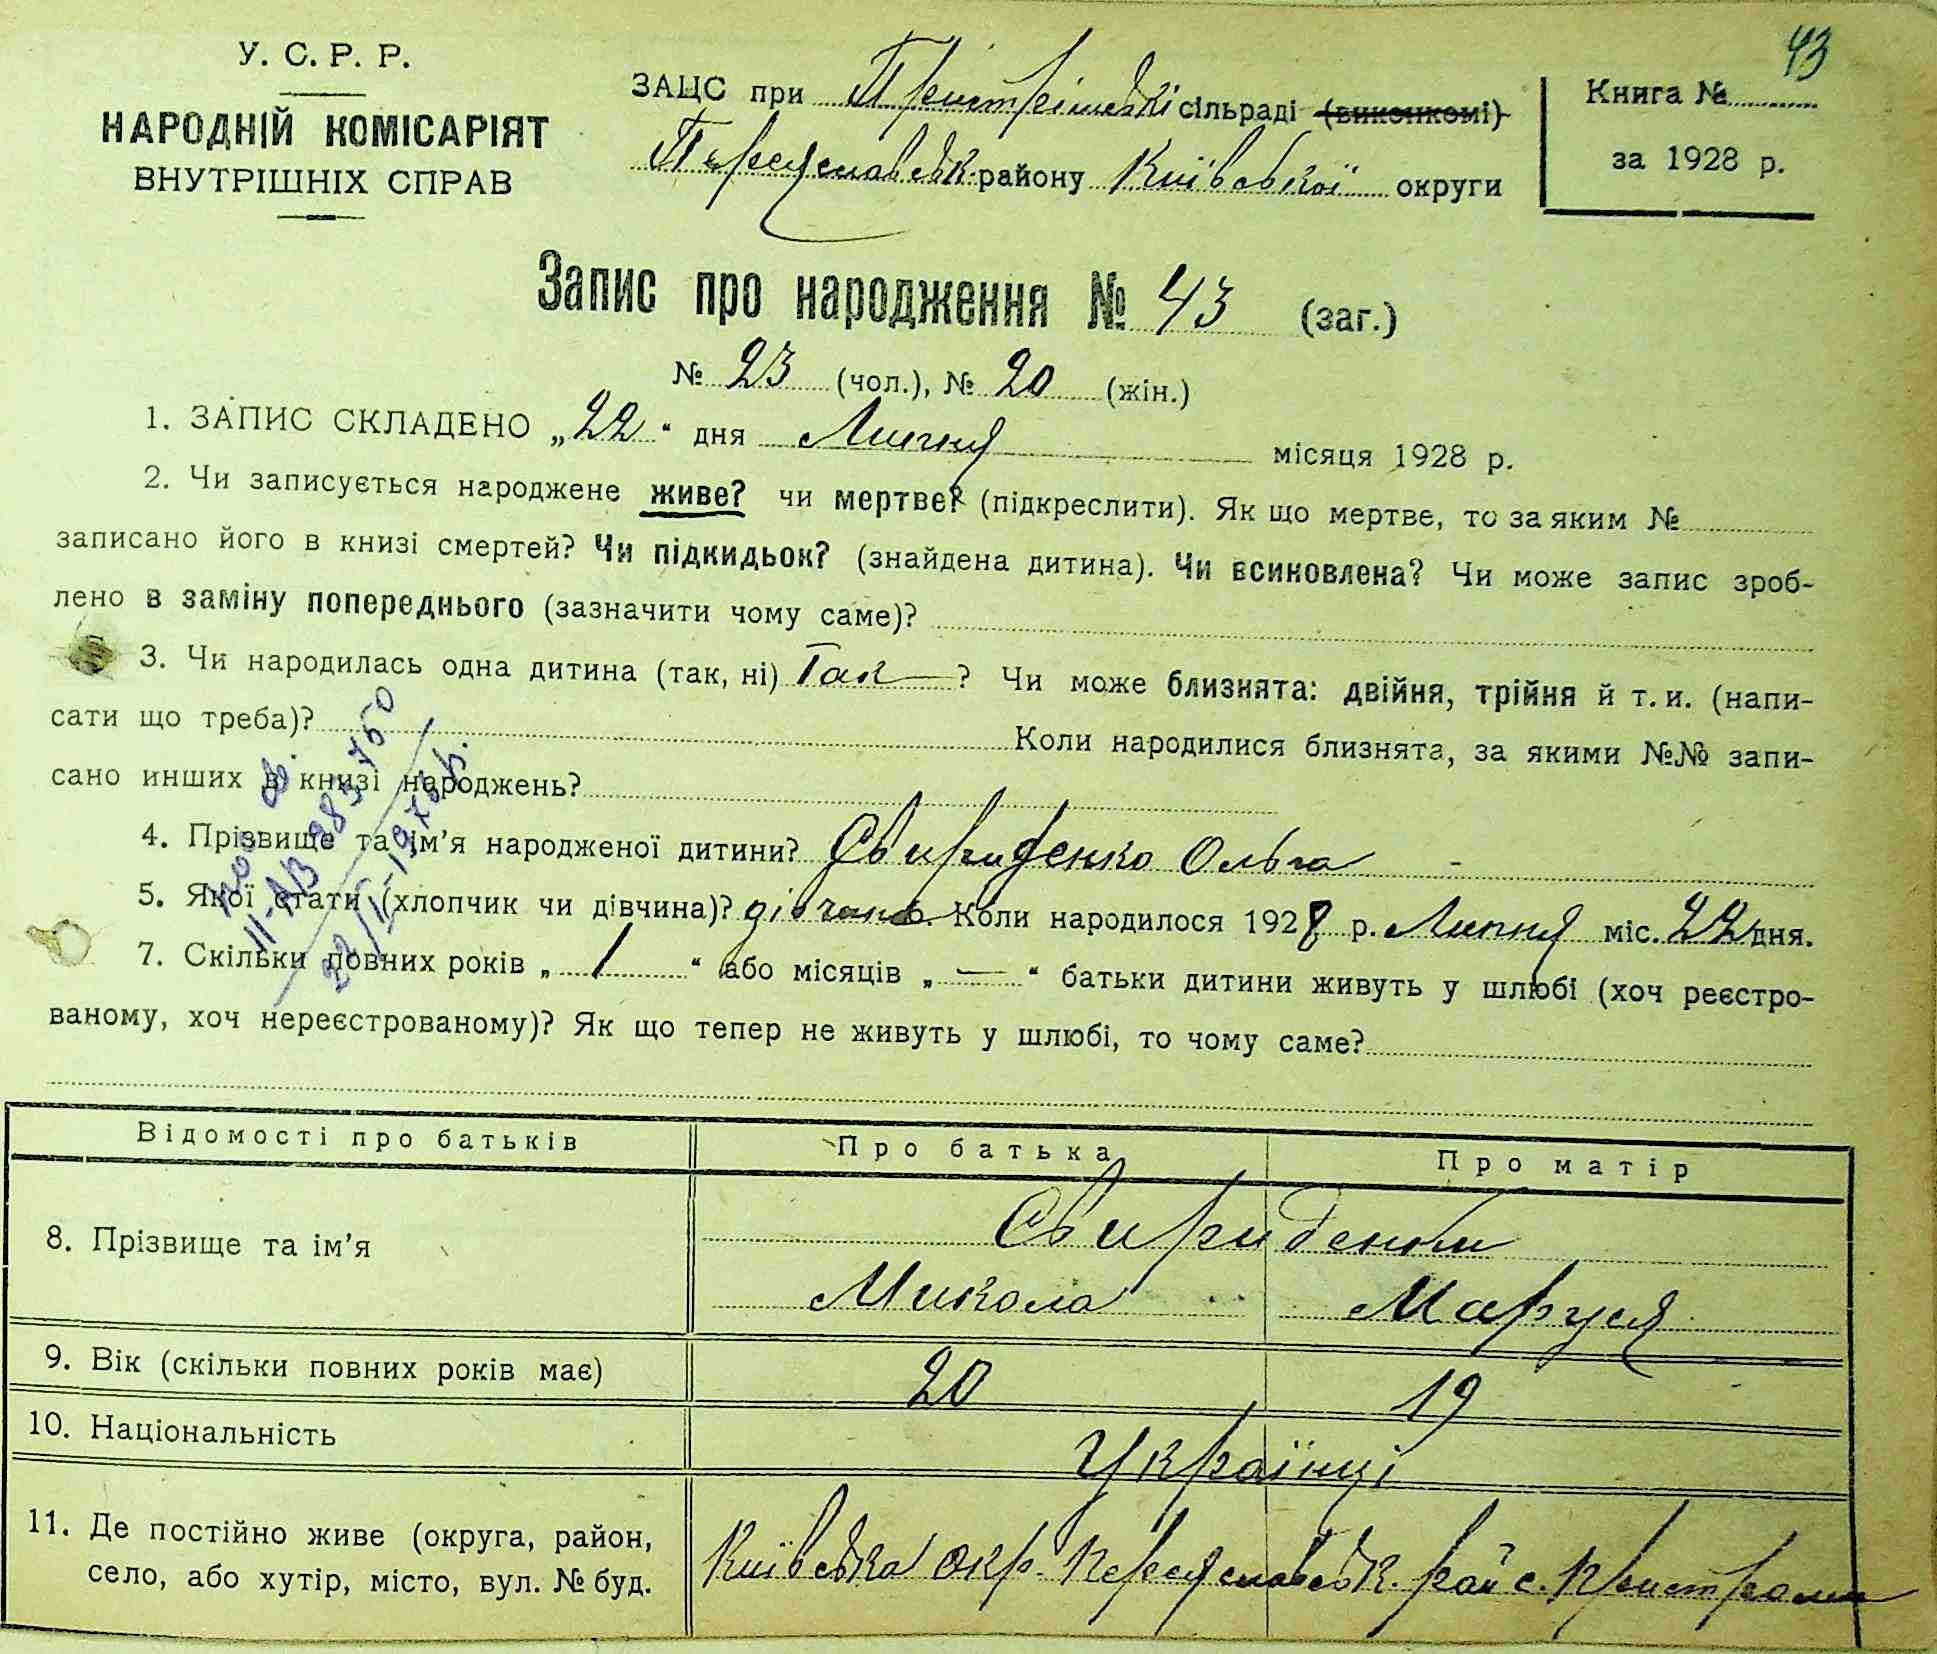 43
У. С. Р. Р.
НАРОДНІЙ КОМІСАРІЯТ
ВНУТРІШНІХ СПРАВ
ЗАЦС при Пристрімській сільраді (виконкомі)
Переяславськ. району Київської округи
Книга №
за 1928 р.
Запис про народження № 43 (заг.)
№ 23 (чол.), № 20 (жін.)
1. ЗАПИС СКЛАДЕНО „22" дня Липня місяця 1928 р.
2. Чи записується народжене живе? чи мертве? (підкреслити). Як що мертве, то за яким №
записано його в книзі смертей? Чи підкидьок? (знайдена дитина). Чи всиновлена? Чи може запис зроб-
лено в заміну попереднього (зазначити чому саме)?
3. Чи народилась одна дитина (так, ні) Так ? Чи може близнята: двійня, трійня й т. и. (напи-
сати що треба)? Коли народилися близнята, за якими №№ запи-
сано инших в книзі народжень?
4. Прізвище та ім'я народженої дитини? Свириденко Ольга
5. Якої стати (хлопчик чи дівчина)? дівчина. Коли народилося 1928 р. Липня міс. 22 дня.
7. Скільки повних років „ 1 " або місяців „ — " батьки дитини живуть у шлюбі (хоч реєстро-
ваному, хоч нереєстрованому)? Як що тепер не живуть у шлюбі, то чому саме?
Відомості про батьків Про батька Про матір
8. Прізвище та ім'я Свириденки
Микола Маруся
9. Вік (скільки повних років має) 20 19
10. Національність Українці
11. Де постійно живе (округа, район,
село, або хутір, місто, вул. № буд.
Київська окр. Переяславськ. рай с. Пристроми